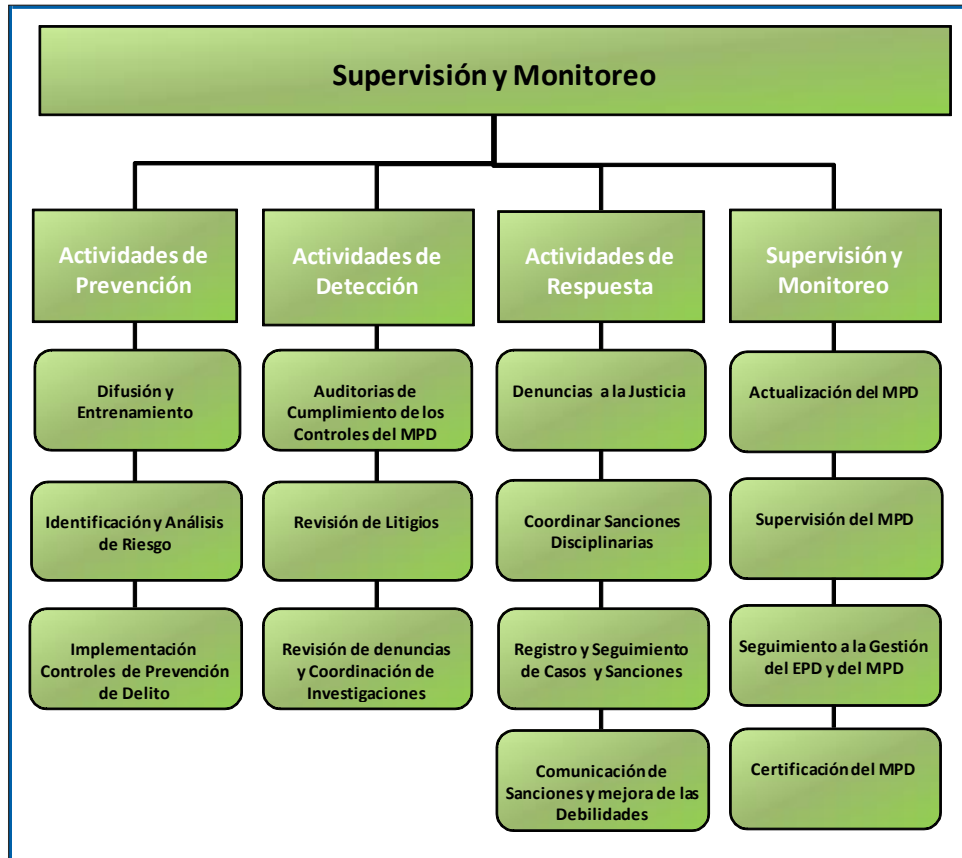 Supervisión y Monitoreo
Actividades de
Prevención
Difusión y
Entrenamiento
Identificación y Análisis
de Riesgo
Implementación
Controles de Prevención
de Delito
Actividades de
Detección
Auditorias de
Cumplimiento de los
Controles del MPD
Revisión de Litigios
Revisión de denuncias
y Coordinación de
Investigaciones
Actividades de
Respuesta
Denuncias a la Justicia
Coordinar Sanciones
Disciplinarias
Registro y Seguimiento
de Casos y Sanciones
Comunicación de
Sanciones y mejora de las
Debilidades
Supervisión y
Monitoreo
Actualización del MPD
Supervisión del MPD
Seguimiento a la Gestión
del EPD y del MPD
Certificación del MPD